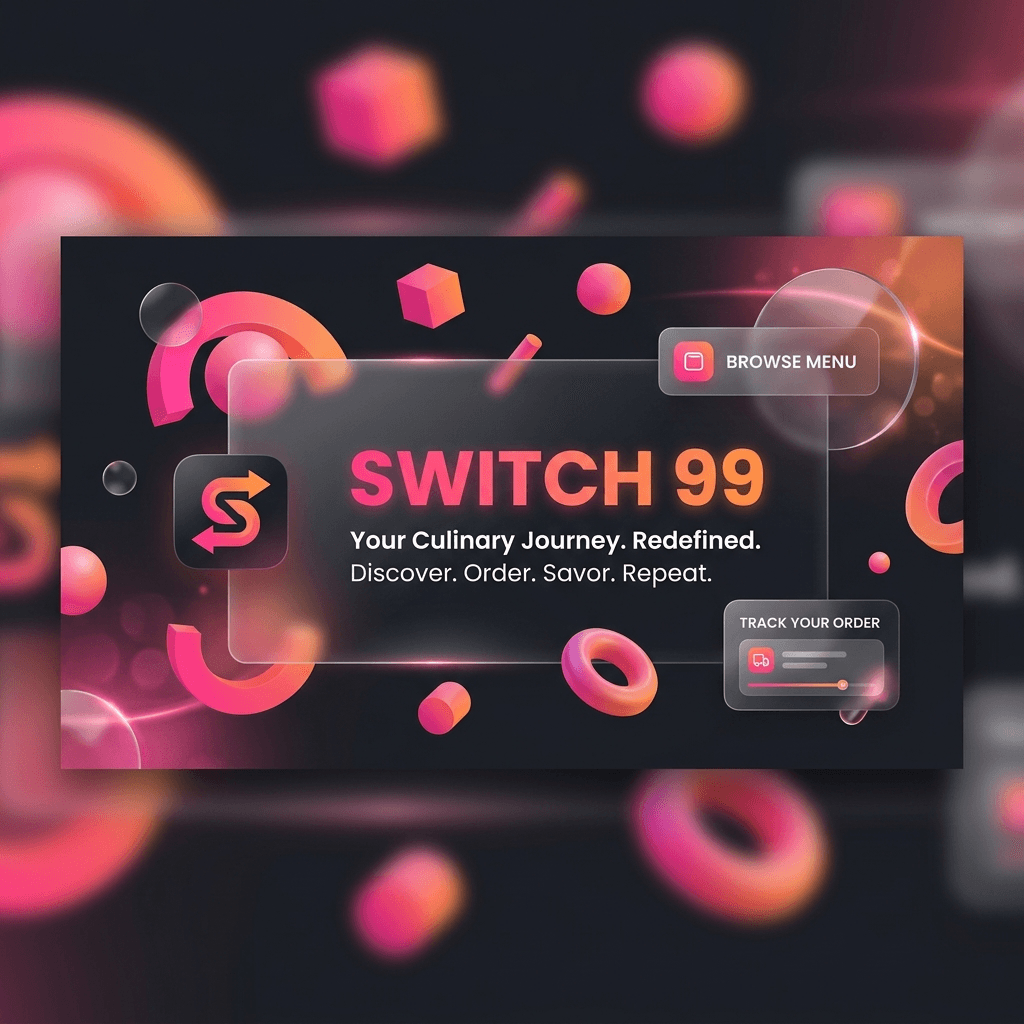 BROWSE MENU
SWITCH 99
Your Culinary Journey. Redefined.
Discover. Order. Savor. Repeat.
TRACK YOUR ORDER